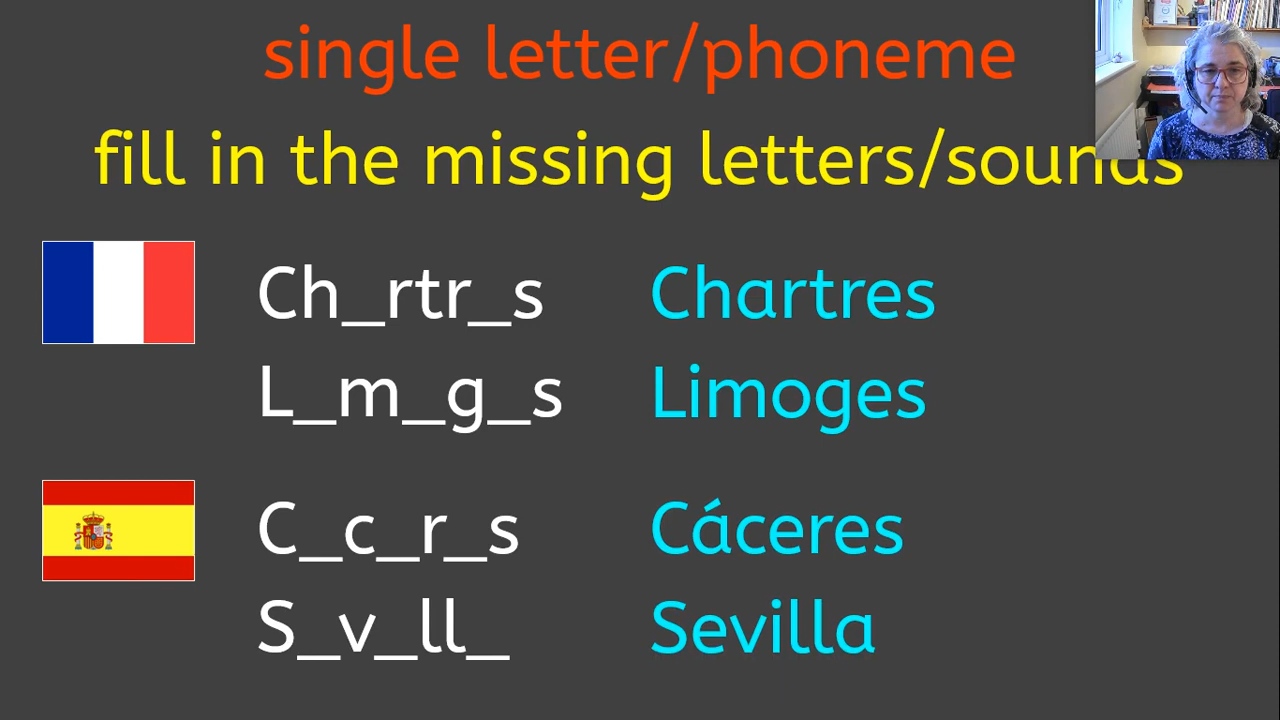 single letter/phoneme
fill in the missing letters/sounds
Ch_rtr_s Chartres
L_m_g_s Limoges
C_c_r_s Cáceres
S_v_ll_ Sevilla